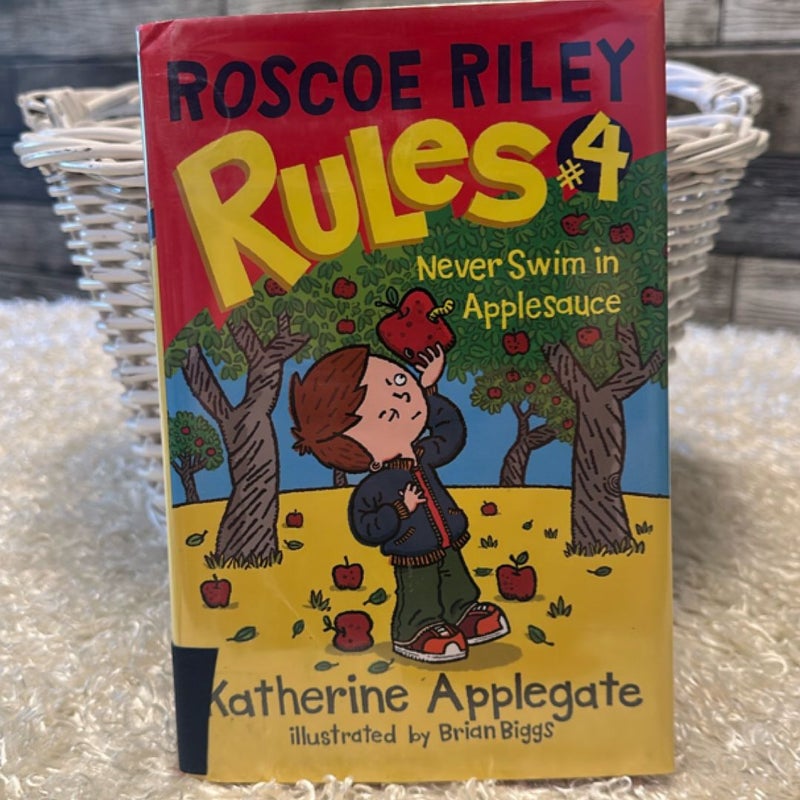 ROSCOE RILEY
RULeS #4
Never Swim in
Applesauce
Katherine Applegate
illustrated by Brian Biggs